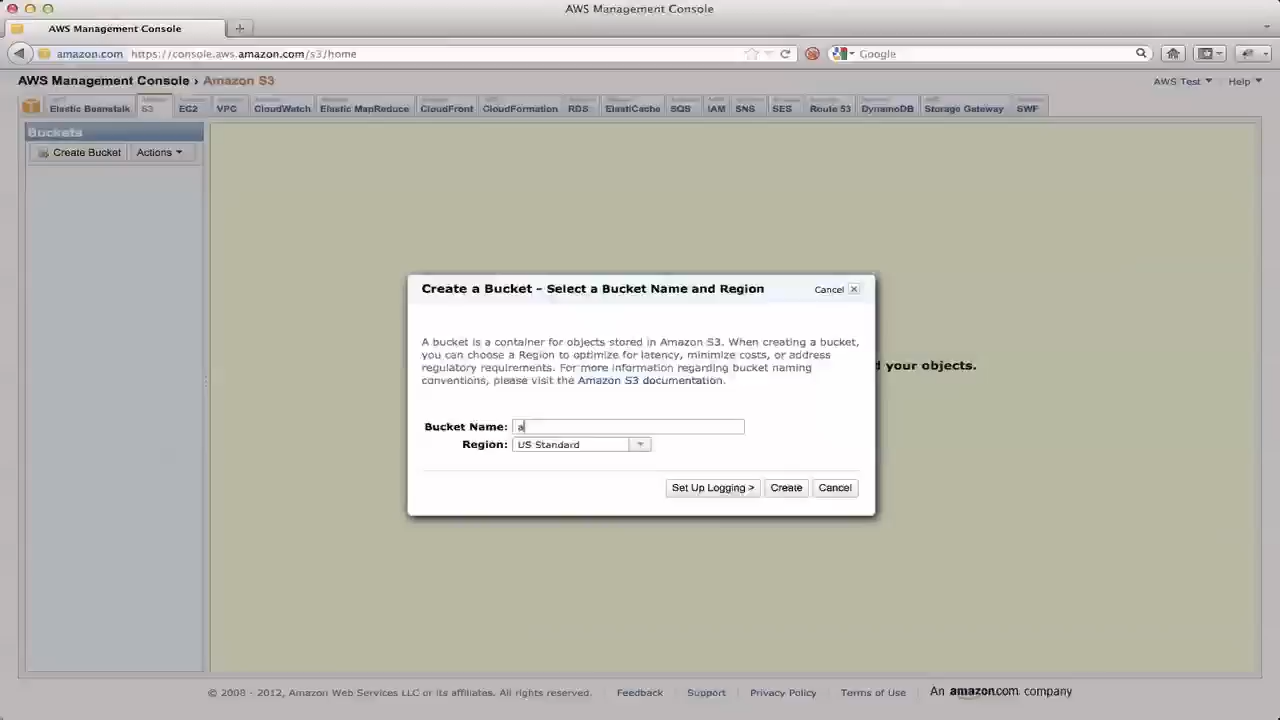 AWS Management Console
AWS Management Console
amazon.com https://console.aws.amazon.com/s3/home
Google
AWS Management Console › Amazon S3
AWS Test
Help
Elastic Beanstalk
S3
EC2
VPC
CloudWatch
Elastic MapReduce
CloudFront
CloudFormation
RDS
ElastiCache
SQS
IAM
SNS
SES
Route 53
DynamoDB
Storage Gateway
SWF
Buckets
Create Bucket
Actions
Create a Bucket - Select a Bucket Name and Region
Cancel
A bucket is a container for objects stored in Amazon S3. When creating a bucket,
you can choose a Region to optimize for latency, minimize costs, or address
regulatory requirements. For more information regarding bucket naming
conventions, please visit the Amazon S3 documentation.
your objects.
Bucket Name: a
Region: US Standard
Set Up Logging >
Create
Cancel
© 2008 - 2012, Amazon Web Services LLC or its affiliates. All rights reserved.
Feedback
Support
Privacy Policy
Terms of Use
An amazon.com company